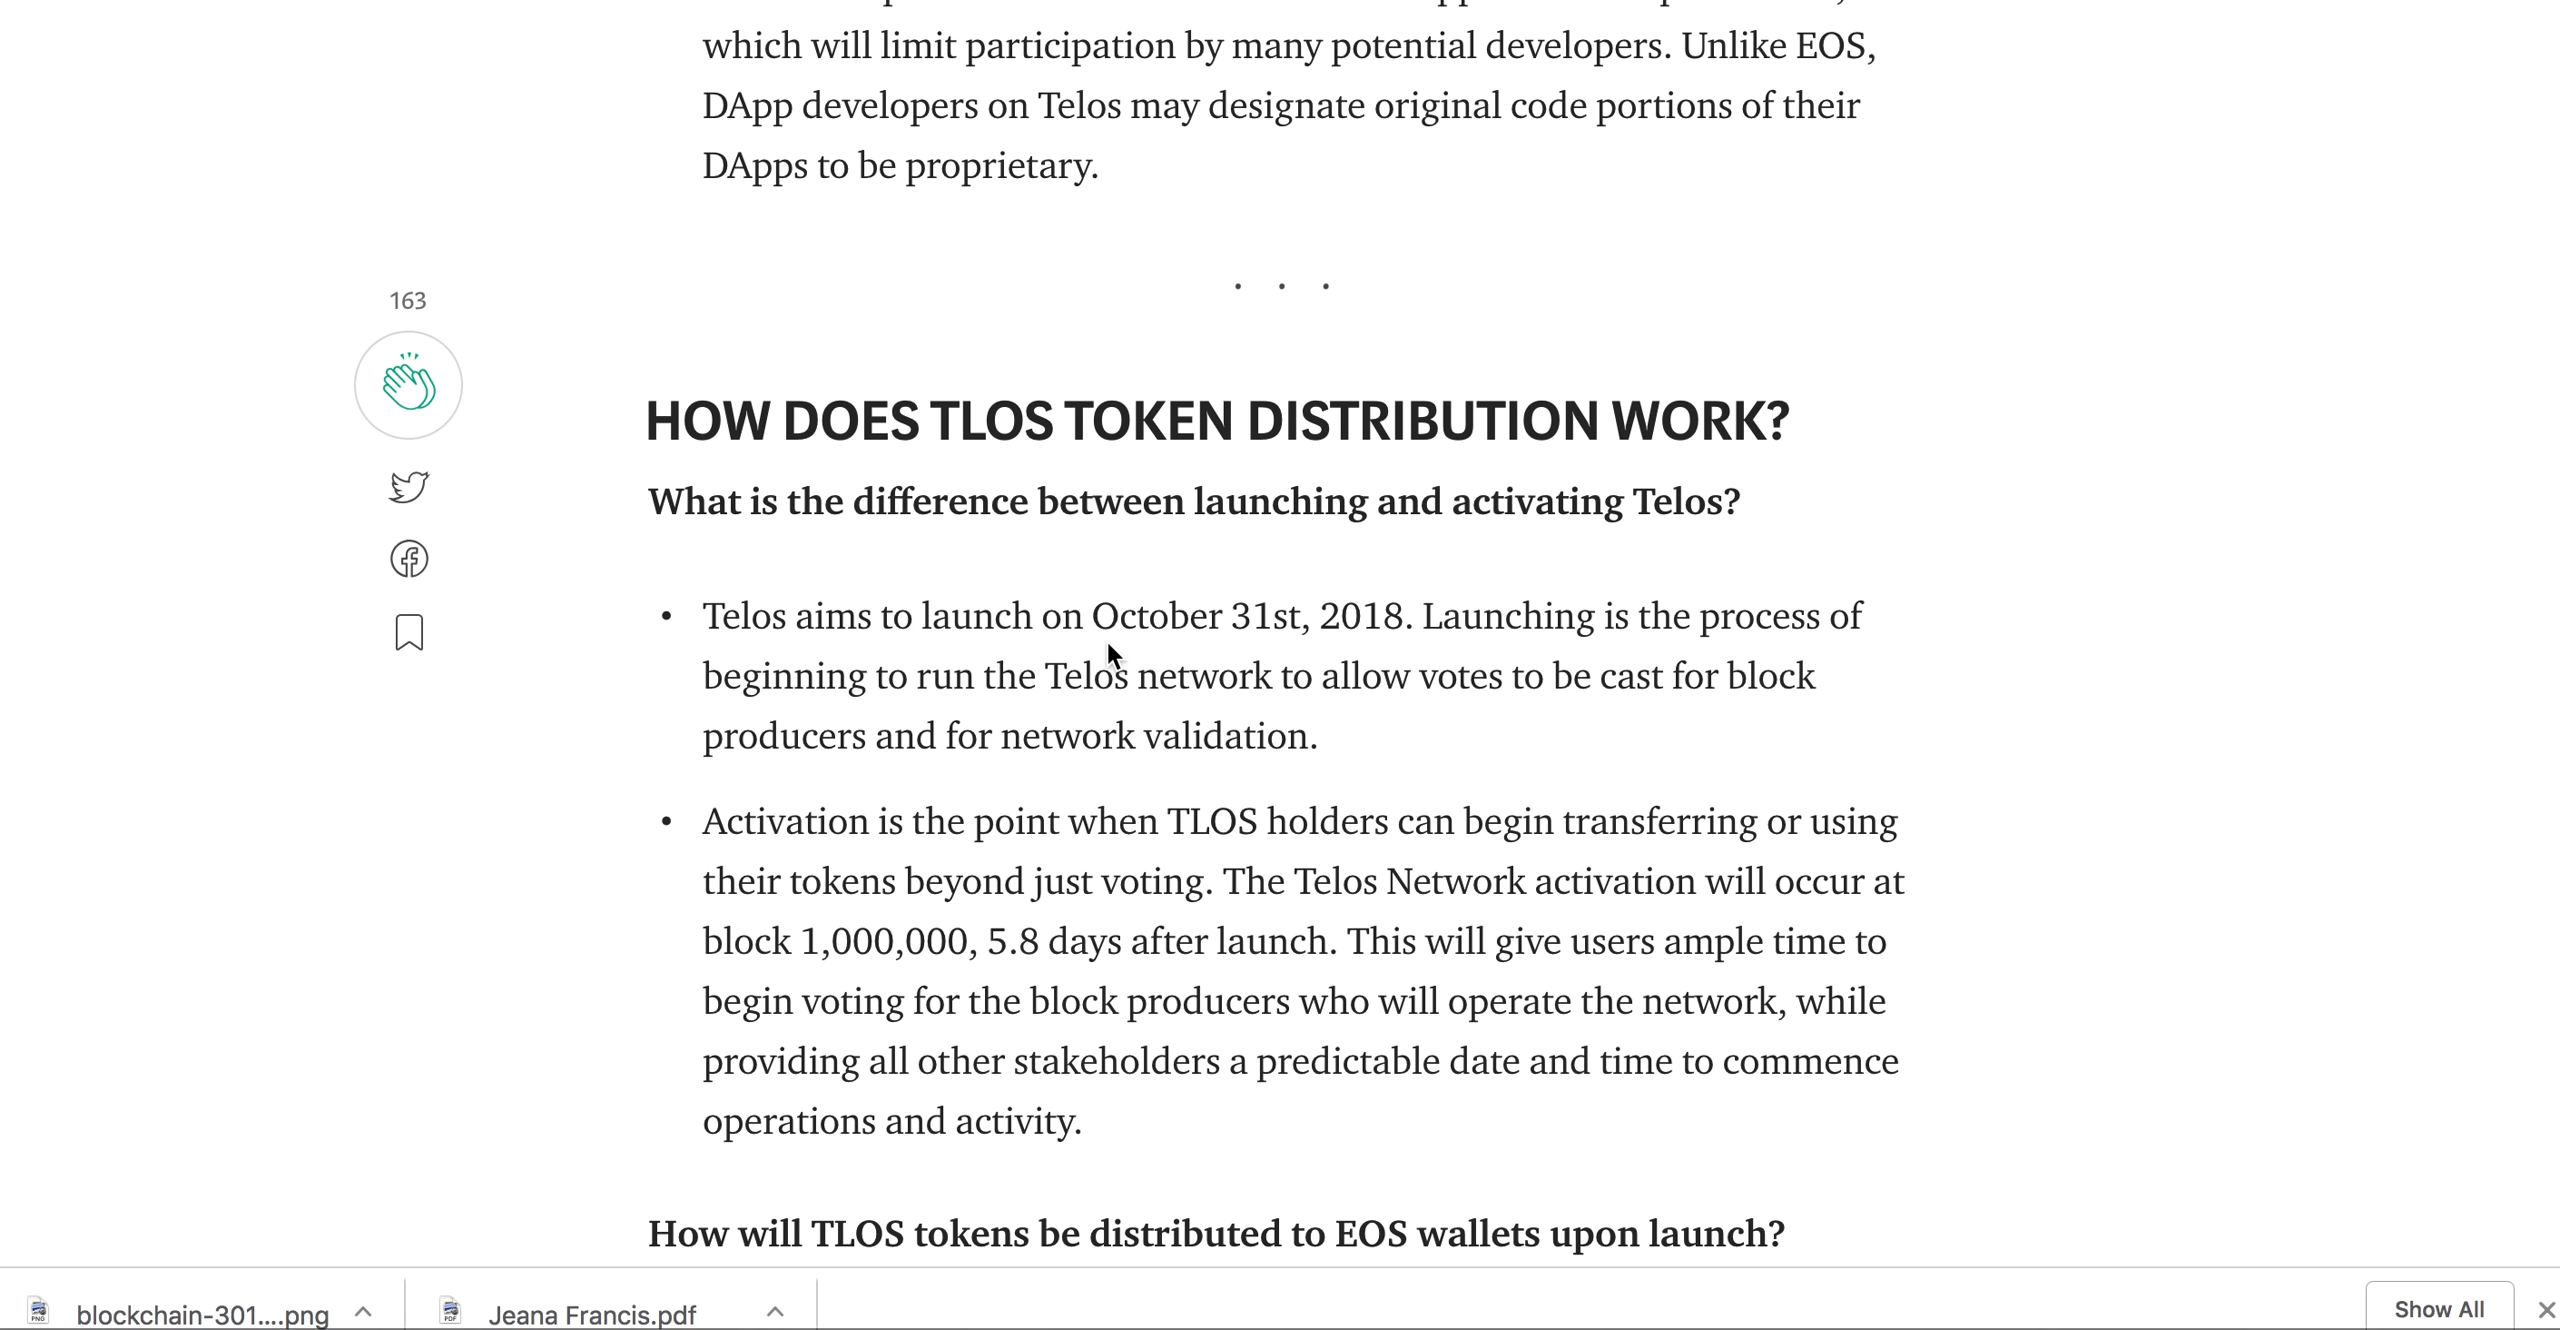 which will limit participation by many potential developers. Unlike EOS,
DApp developers on Telos may designate original code portions of their
DApps to be proprietary.
. . .
163
HOW DOES TLOS TOKEN DISTRIBUTION WORK?
What is the difference between launching and activating Telos?
• Telos aims to launch on October 31st, 2018. Launching is the process of
beginning to run the Telos network to allow votes to be cast for block
producers and for network validation.
• Activation is the point when TLOS holders can begin transferring or using
their tokens beyond just voting. The Telos Network activation will occur at
block 1,000,000, 5.8 days after launch. This will give users ample time to
begin voting for the block producers who will operate the network, while
providing all other stakeholders a predictable date and time to commence
operations and activity.
How will TLOS tokens be distributed to EOS wallets upon launch?
blockchain-301....png
Jeana Francis.pdf
Show All